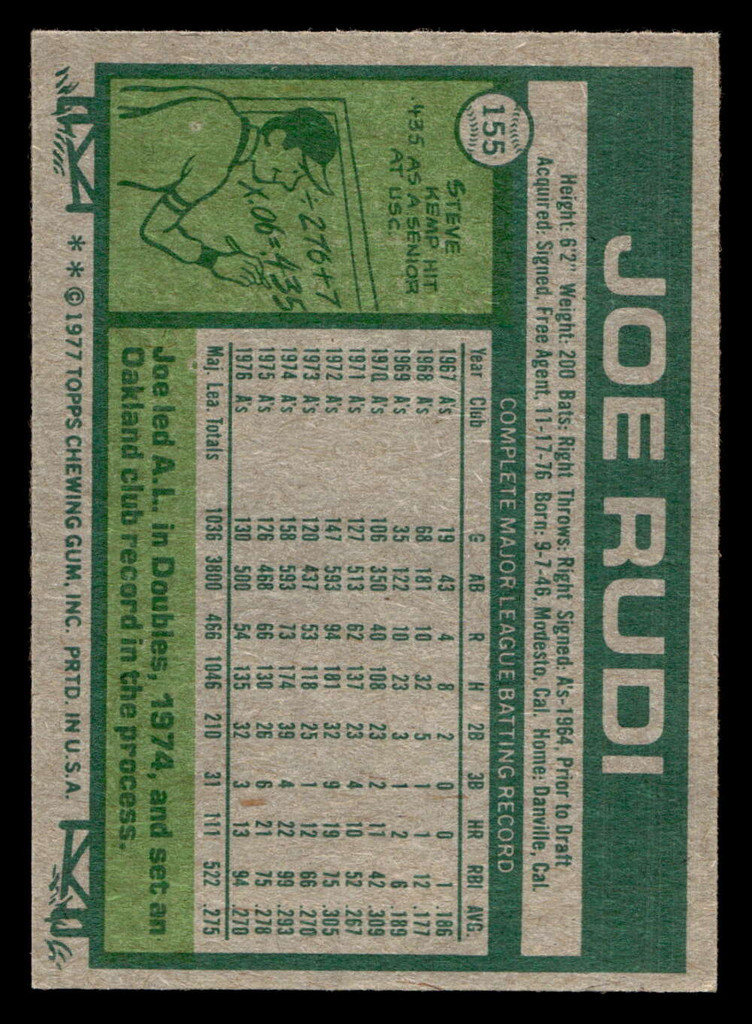 JOE RUDI
155
Height: 6'2" Weight: 200 Bats: Right Throws: Right Signed: A's-1964, Prior to Draft
Acquired: Signed, Free Agent, 11-17-76 Born: 9-7-46, Modesto, Cal. Home: Danville, Cal.
COMPLETE MAJOR LEAGUE BATTING RECORD
Year Club G AB R H 2B 3B HR RBI AVG.
1967 A's 19 43 4 8 2 0 0 1 .186
1968 A's 68 181 10 32 5 1 1 12 .177
1969 A's 35 122 10 23 3 1 2 6 .189
1970 A's 106 350 40 108 23 2 11 42 .309
1971 A's 127 513 62 137 23 4 10 52 .267
1972 A's 147 593 94 181 32 9 19 75 .305
1973 A's 120 437 53 118 25 1 12 66 .270
1974 A's 158 593 73 174 39 4 22 99 .293
1975 A's 126 468 66 130 26 6 21 75 .278
1976 A's 130 500 54 135 32 3 13 94 .270
Maj. Lea. Totals 1036 3800 466 1046 210 31 111 522 .275
STEVE
KEMP HIT
.435 AS A SENIOR
AT USC.
÷ 276+7
X.06=.435
Joe led A.L. in Doubles, 1974, and set an
Oakland club record in the process.
* * © 1977 TOPPS CHEWING GUM, INC. PRTD. IN U.S.A.